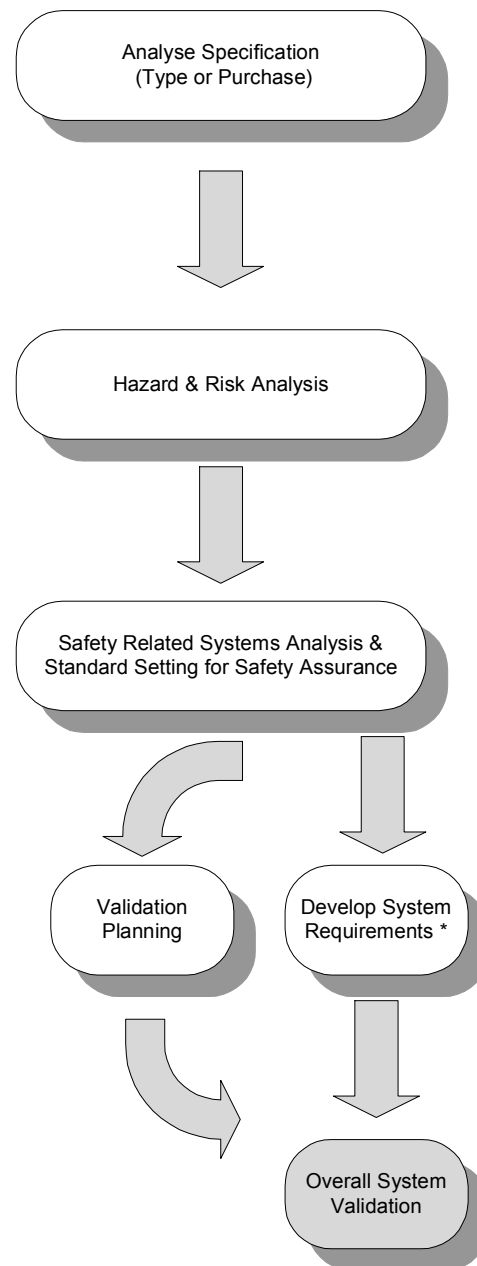 Analyse Specification
(Type or Purchase)
Hazard & Risk Analysis
Safety Related Systems Analysis &
Standard Setting for Safety Assurance
Validation
Planning
Develop System
Requirements *
Overall System
Validation